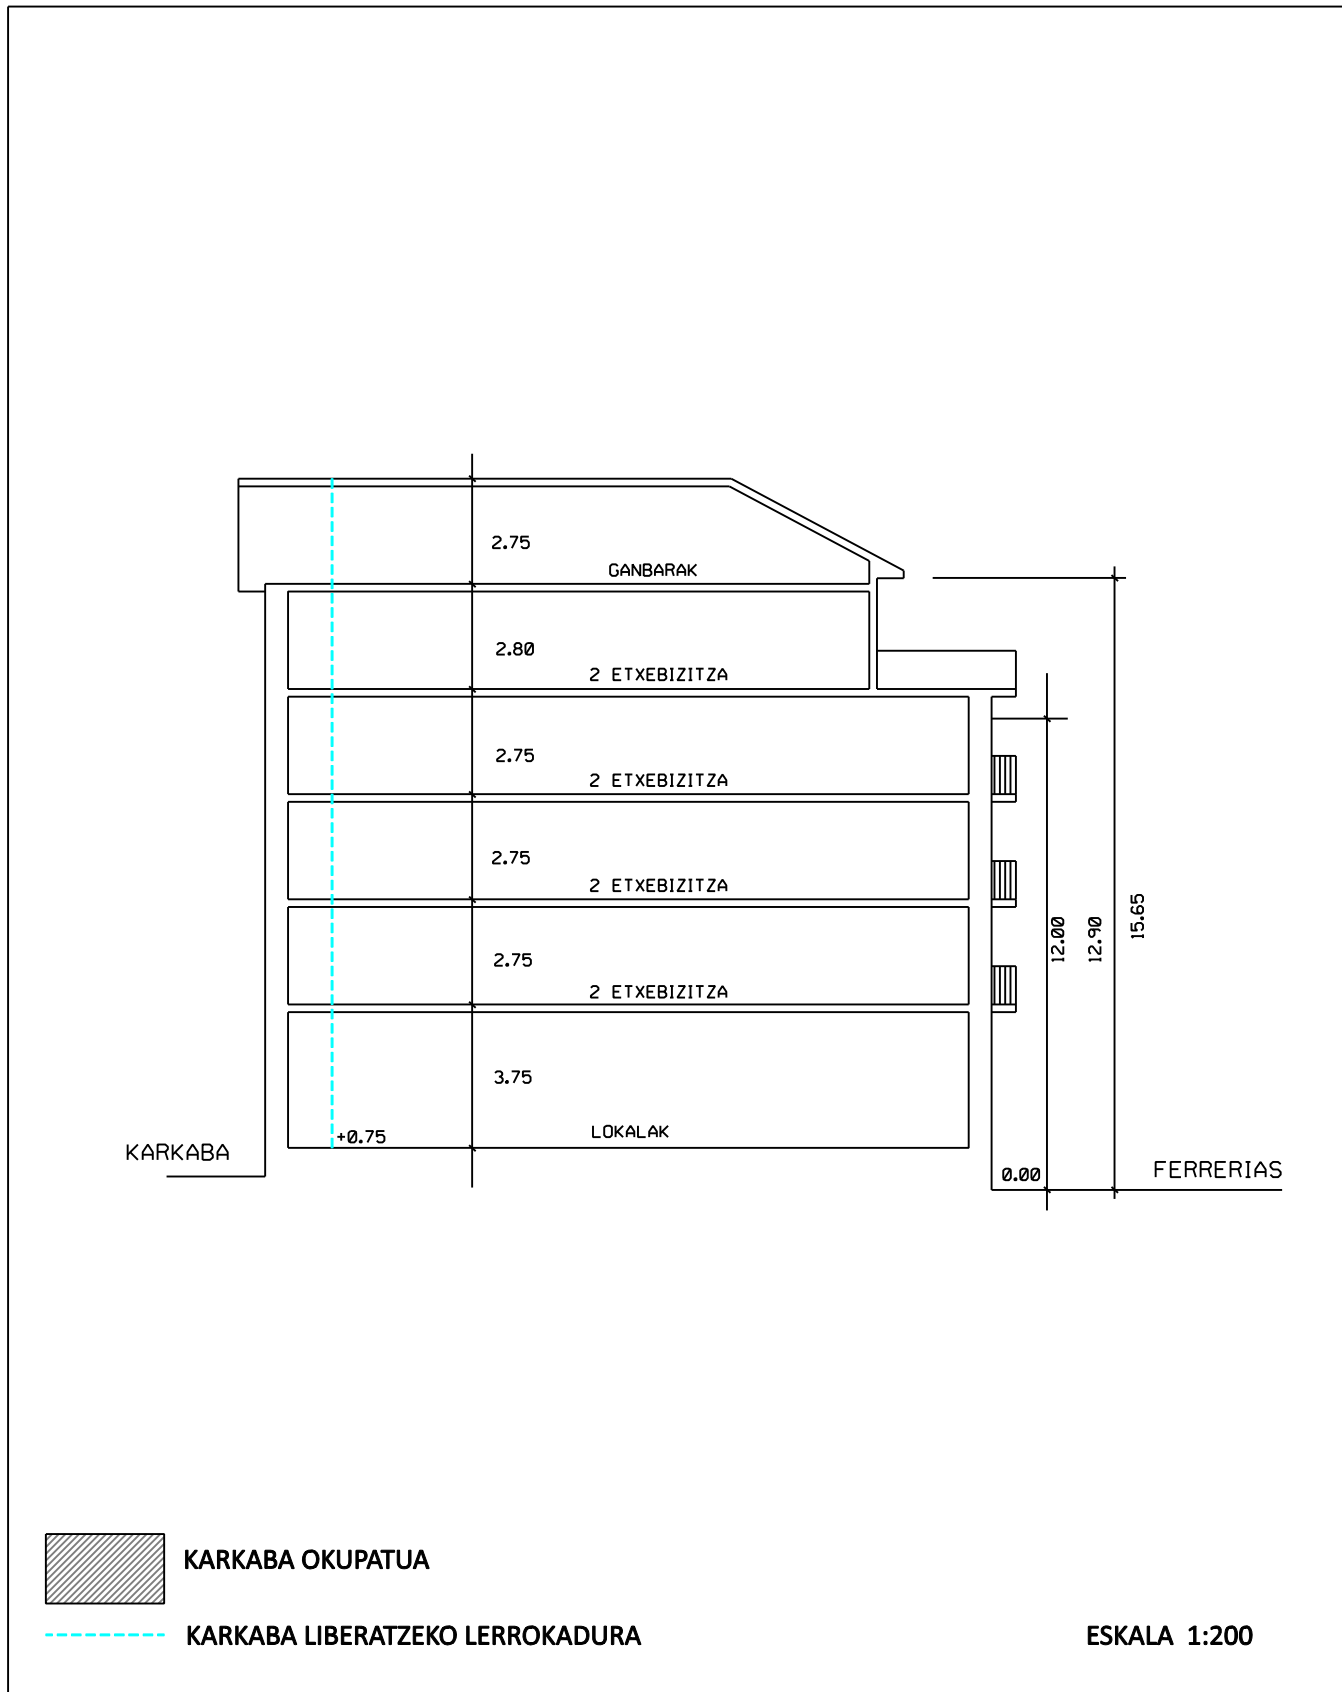 2.75
GANBARAK
2.80
2 ETXEBIZITZA
2.75
2 ETXEBIZITZA
2.75
2 ETXEBIZITZA
2.75
2 ETXEBIZITZA
12.00
12.90
15.65
3.75
LOKALAK
+0.75
KARKABA
0.00
FERRERIAS
KARKABA OKUPATUA
KARKABA LIBERATZEKO LERROKADURA
ESKALA 1:200